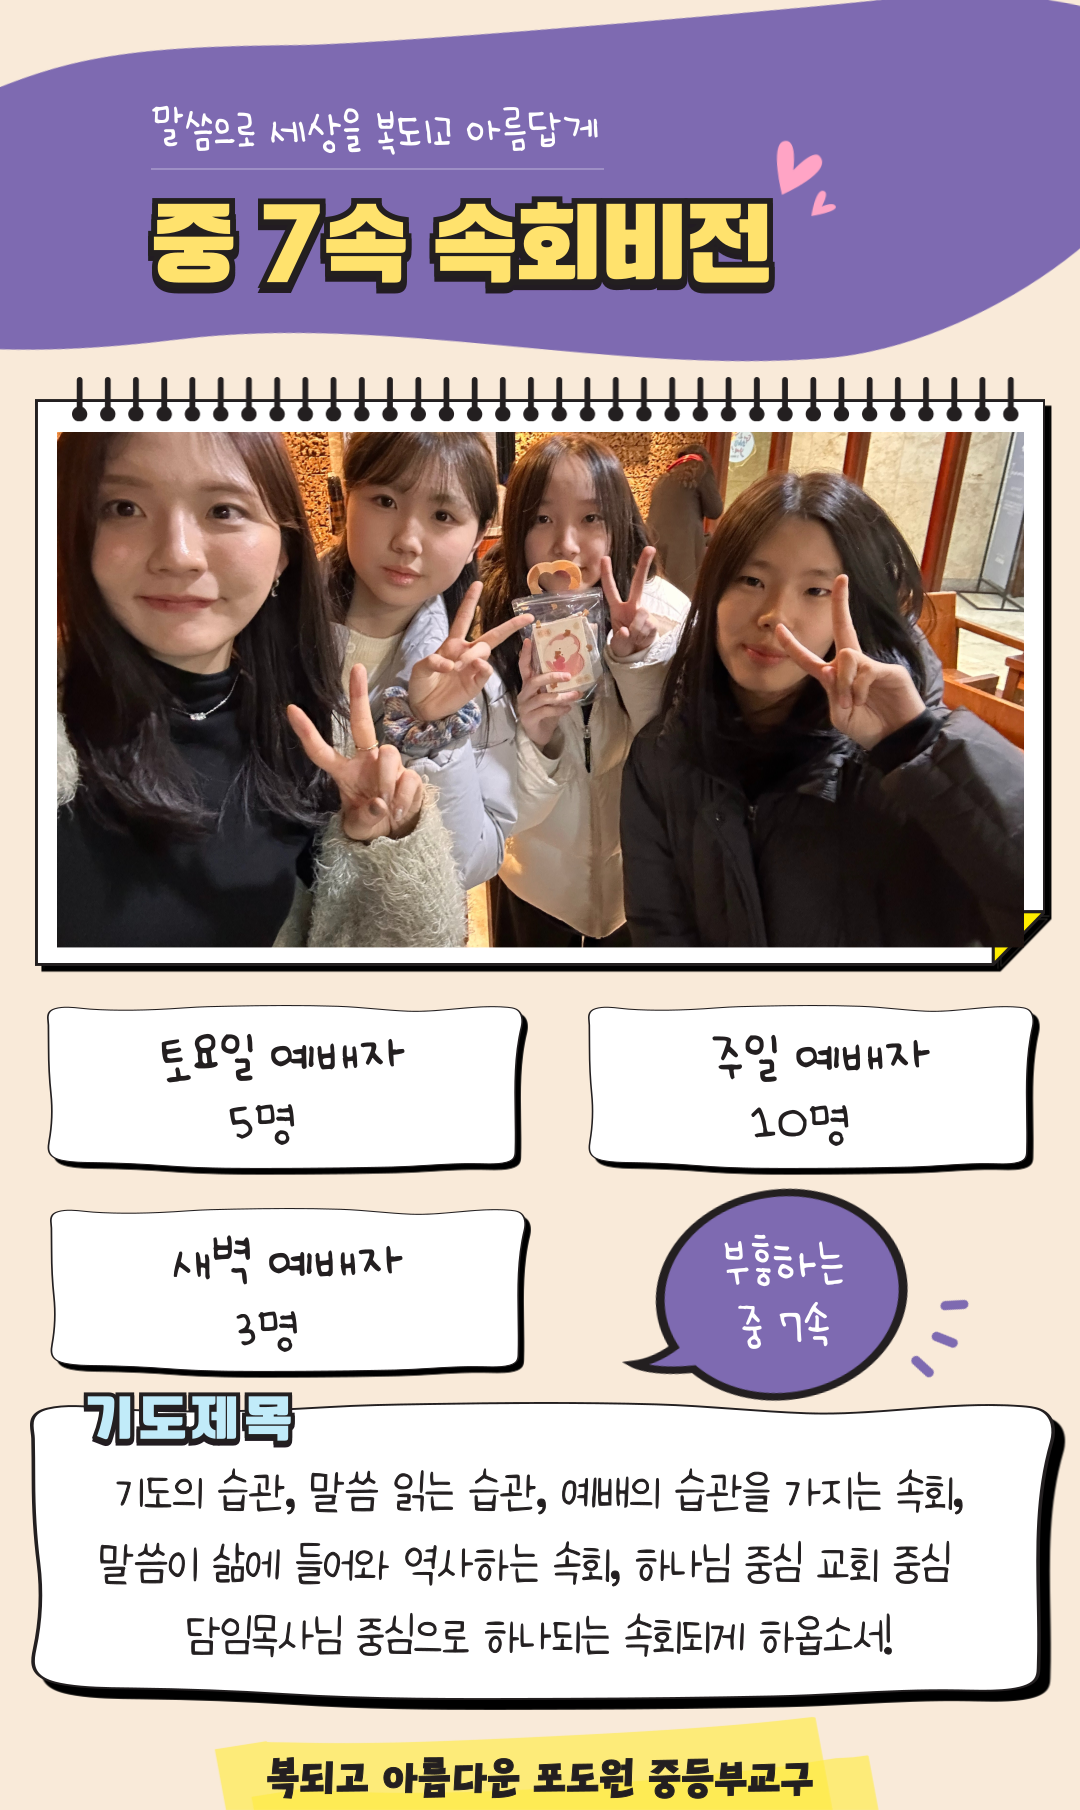 말씀으로 세상을 복되고 아름답게
중 7속 속회비전
토요일 예배자
5명
주일 예배자
10명
새벽 예배자
3명
부흥하는
중 7속
기도제목
기도의 습관, 말씀 읽는 습관, 예배의 습관을 가지는 속회,
말씀이 삶에 들어와 역사하는 속회, 하나님 중심 교회 중심
담임목사님 중심으로 하나되는 속회되게 하옵소서!
복되고 아름다운 포도원 중등부교구